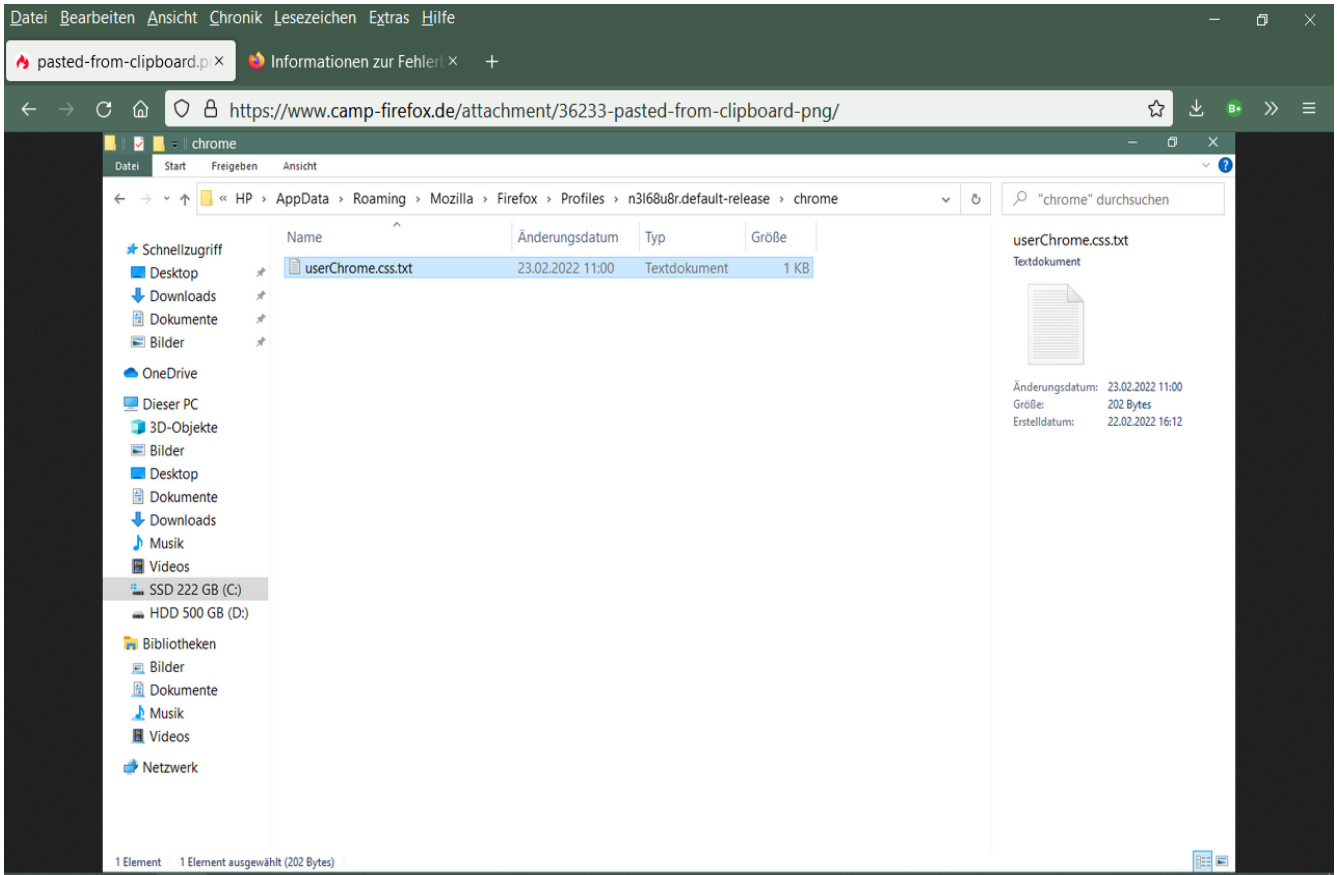 Datei Bearbeiten Ansicht Chronik Lesezeichen Extras Hilfe
pasted-from-clipboard.p
Informationen zur Fehler
https://www.camp-firefox.de/attachment/36233-pasted-from-clipboard-png/
B+
chrome
Datei Start Freigeben Ansicht
« HP › AppData › Roaming › Mozilla › Firefox › Profiles › n3l68u8r.default-release › chrome
"chrome" durchsuchen
Name Änderungsdatum Typ Größe
userChrome.css.txt 23.02.2022 11:00 Textdokument 1 KB
Schnellzugriff
Desktop
Downloads
Dokumente
Bilder
OneDrive
Dieser PC
3D-Objekte
Bilder
Desktop
Dokumente
Downloads
Musik
Videos
SSD 222 GB (C:)
HDD 500 GB (D:)
Bibliotheken
Bilder
Dokumente
Musik
Videos
Netzwerk
userChrome.css.txt
Textdokument
Änderungsdatum: 23.02.2022 11:00
Größe: 202 Bytes
Erstelldatum: 22.02.2022 16:12
1 Element 1 Element ausgewählt (202 Bytes)